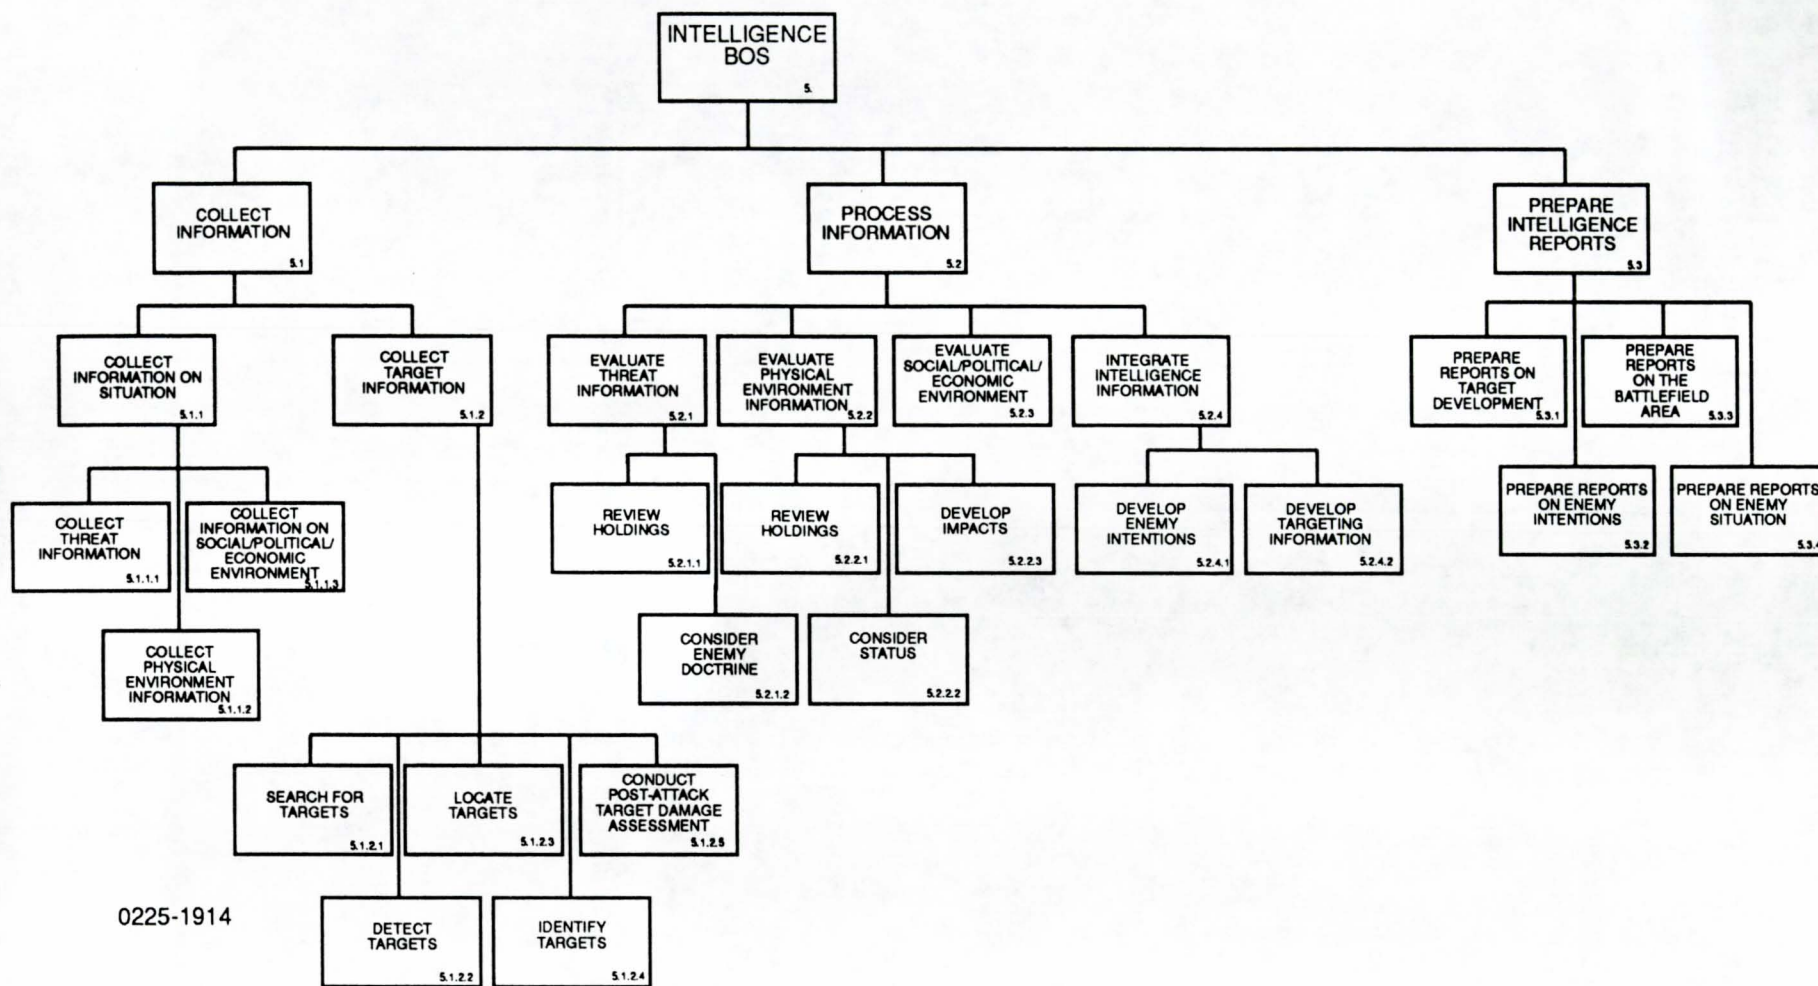 INTELLIGENCE
BOS
5.
COLLECT
INFORMATION
5.1
PROCESS
INFORMATION
5.2
PREPARE
INTELLIGENCE
REPORTS
5.3
COLLECT
INFORMATION ON
SITUATION
5.1.1
COLLECT
TARGET
INFORMATION
5.1.2
EVALUATE
THREAT
INFORMATION
5.2.1
EVALUATE
PHYSICAL
ENVIRONMENT
INFORMATION
5.2.2
EVALUATE
SOCIAL/POLITICAL/
ECONOMIC
ENVIRONMENT
5.2.3
INTEGRATE
INTELLIGENCE
INFORMATION
5.2.4
PREPARE
REPORTS ON
TARGET
DEVELOPMENT
5.3.1
PREPARE
REPORTS
ON THE
BATTLEFIELD
AREA
5.3.3
COLLECT
THREAT
INFORMATION
5.1.1.1
COLLECT
INFORMATION ON
SOCIAL/POLITICAL/
ECONOMIC
ENVIRONMENT
5.1.1.3
REVIEW
HOLDINGS
5.2.1.1
REVIEW
HOLDINGS
5.2.2.1
DEVELOP
IMPACTS
5.2.2.3
DEVELOP
ENEMY
INTENTIONS
5.2.4.1
DEVELOP
TARGETING
INFORMATION
5.2.4.2
PREPARE REPORTS
ON ENEMY
INTENTIONS
5.3.2
PREPARE REPORTS
ON ENEMY
SITUATION
5.3.4
COLLECT
PHYSICAL
ENVIRONMENT
INFORMATION
5.1.1.2
CONSIDER
ENEMY
DOCTRINE
5.2.1.2
CONSIDER
STATUS
5.2.2.2
SEARCH FOR
TARGETS
5.1.2.1
LOCATE
TARGETS
5.1.2.3
CONDUCT
POST-ATTACK
TARGET DAMAGE
ASSESSMENT
5.1.2.5
DETECT
TARGETS
5.1.2.2
IDENTIFY
TARGETS
5.1.2.4
0225-1914